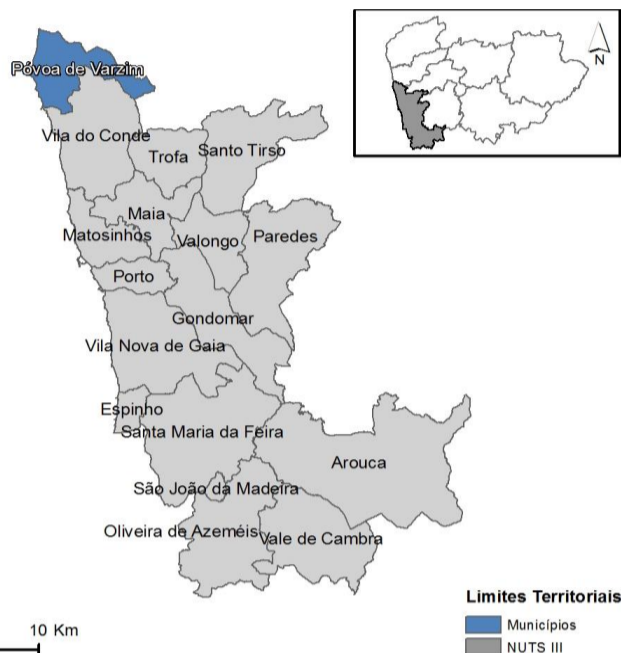 N
Póvoa de Varzim
Vila do Conde
Trofa
Santo Tirso
Maia
Matosinhos
Valongo
Paredes
Porto
Gondomar
Vila Nova de Gaia
Espinho
Santa Maria da Feira
Arouca
São João da Madeira
Oliveira de Azeméis
Vale de Cambra
Limites Territoriais
Municípios
NUTS III
10 Km